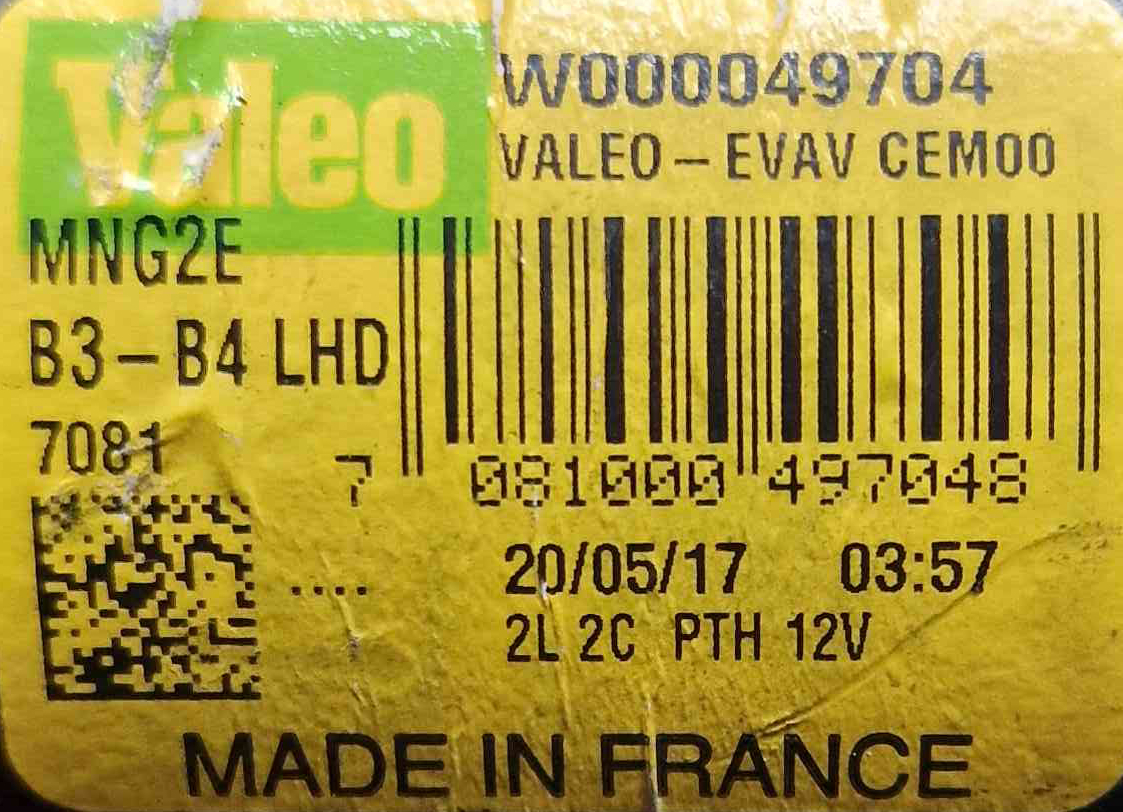 Valeo
W000049704
VALEO-EVAV CEM00
MNG2E
B3-B4 LHD
7081
7 081000 497048
....
20/05/17 03:57
2L 2C PTH 12V
MADE IN FRANCE